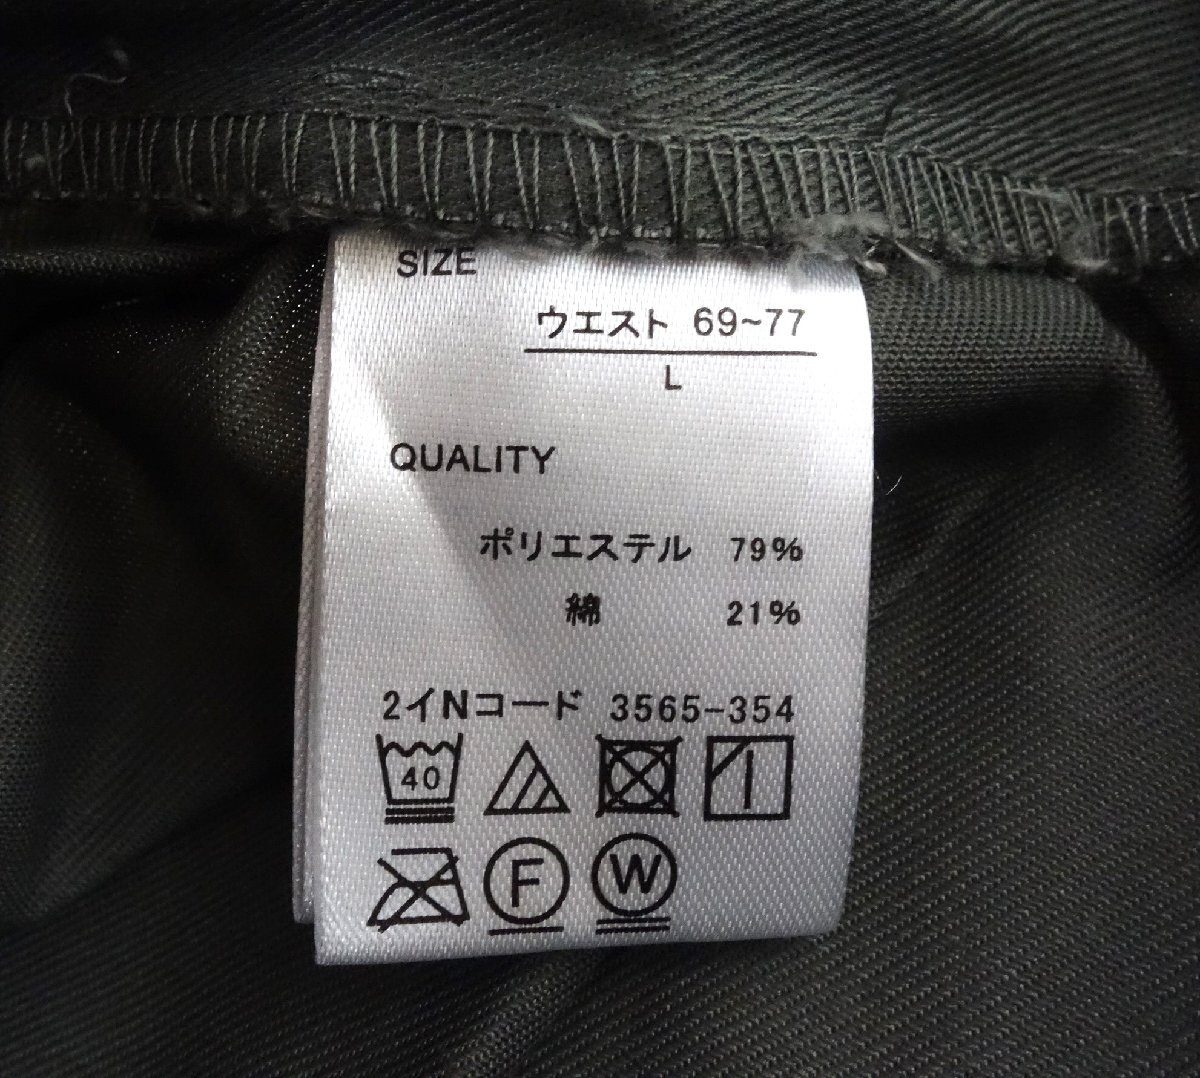 SIZE
ウエスト 69~77
L
QUALITY
ポリエステル 79%
綿 21%
2イNコード 3565-354
40
F
W